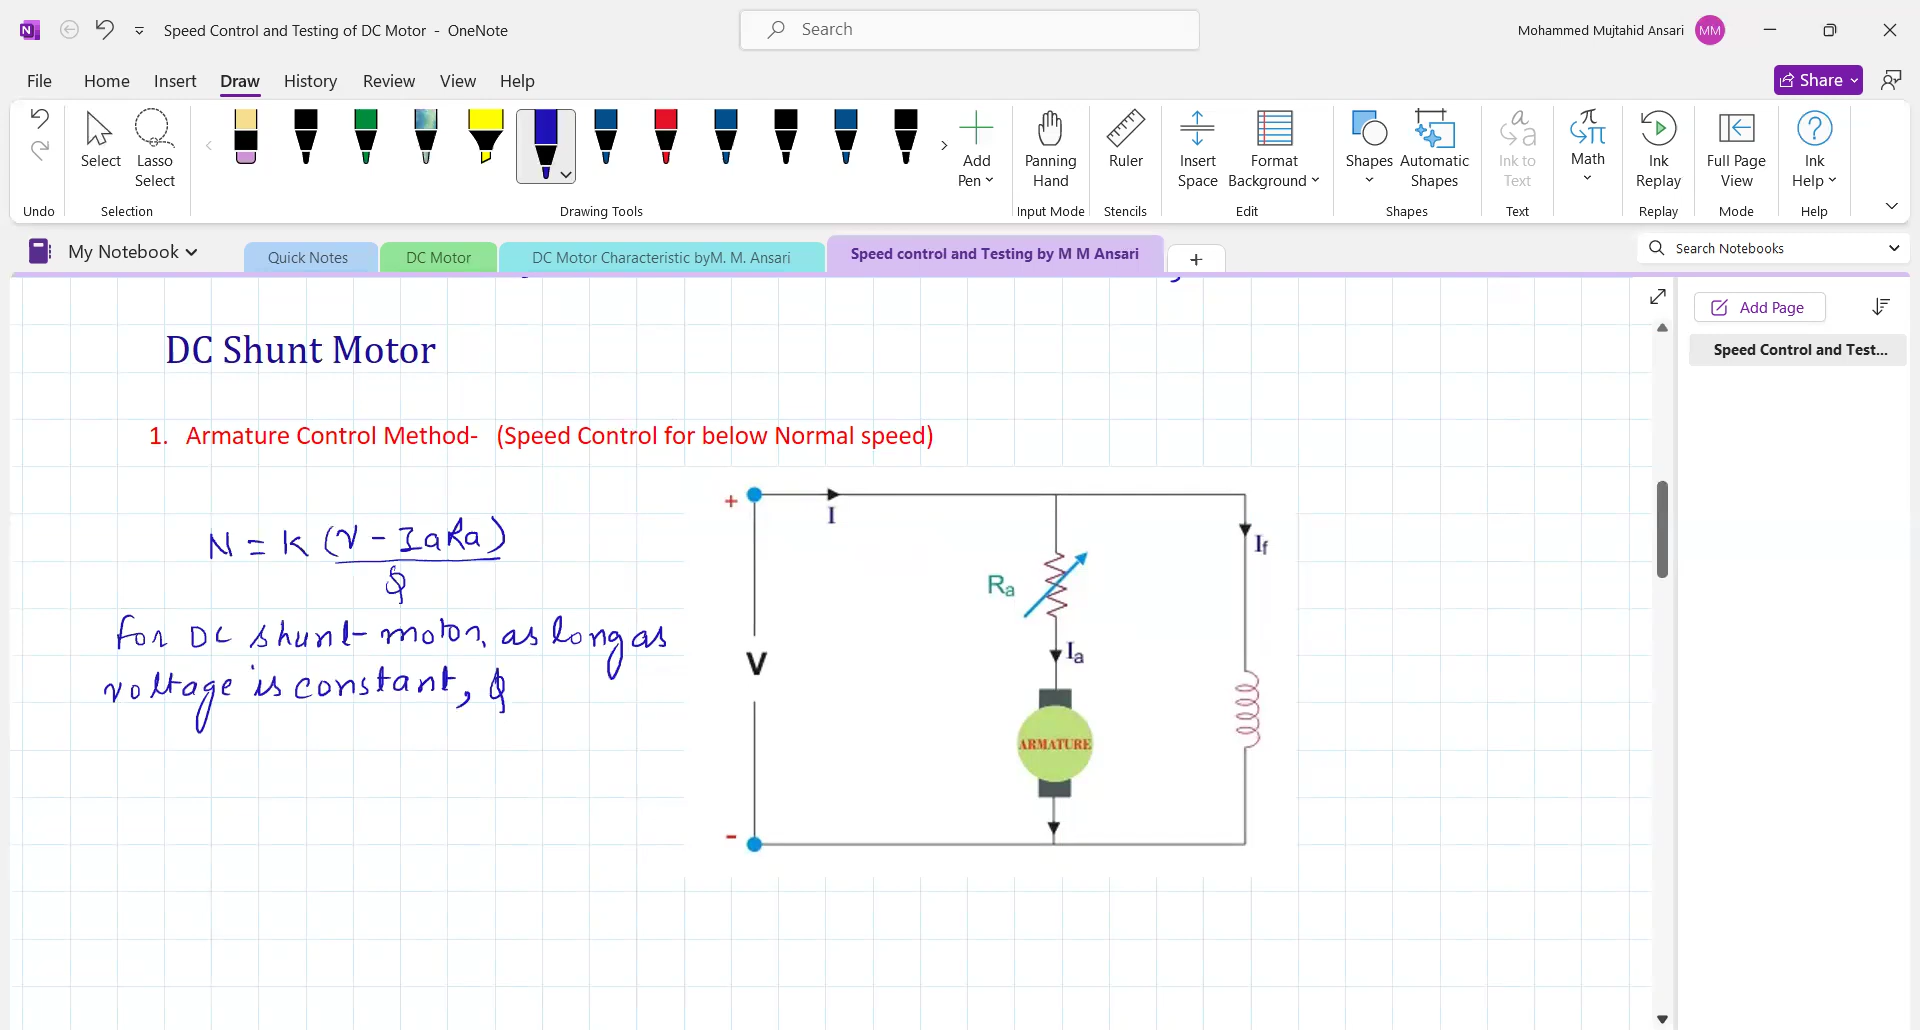 Speed Control and Testing of DC Motor - OneNote
Search
Mohammed Mujtahid Ansari
MM
File Home Insert Draw History Review View Help
Share
Select
Lasso Select
Add Pen
Panning Hand
Ruler
Insert Space
Format Background
Shapes
Automatic Shapes
Ink to Text
Math
Ink Replay
Full Page View
Ink Help
Undo Selection Drawing Tools Input Mode Stencils Edit Shapes Text Replay Mode Help
My Notebook
Quick Notes
DC Motor
DC Motor Characteristic byM. M. Ansari
Speed control and Testing by M M Ansari
+
Search Notebooks
Add Page
Speed Control and Test...
DC Shunt Motor
1. Armature Control Method- (Speed Control for below Normal speed)
N = K (V - IaRa)
ϕ
For DC shunt motor, as long as
voltage is constant, ϕ
+
I
If
Ra
Ia
V
ARMATURE
-